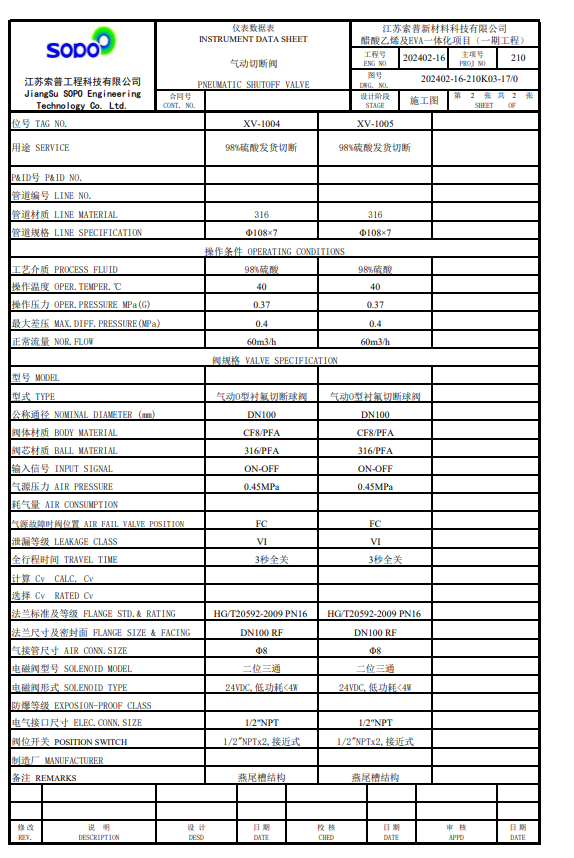 SOPO
江苏索普工程科技有限公司
JiangSu SOPO Engineering
Technology Co. Ltd.
仪表数据表
INSTRUMENT DATA SHEET
气动切断阀
PNEUMATIC SHUTOFF VALVE
江苏索普新材料科技有限公司
醋酸乙烯及EVA一体化项目（一期工程）
工程号 ENG NO 202402-16 主项号 PROJ NO 210
图号 DWG. NO. 202402-16-210K03-17/0
合同号 CONT. NO. 设计阶段 STAGE 施工图 第 2 张 共 2 张 SHEET OF
位号 TAG NO. XV-1004 XV-1005
用途 SERVICE 98%硫酸发货切断 98%硫酸发货切断
P&ID号 P&ID NO.
管道编号 LINE NO.
管道材质 LINE MATERIAL 316 316
管道规格 LINE SPECIFICATION Φ108×7 Φ108×7
操作条件 OPERATING CONDITIONS
工艺介质 PROCESS FLUID 98%硫酸 98%硫酸
操作温度 OPER.TEMPER.℃ 40 40
操作压力 OPER.PRESSURE MPa(G) 0.37 0.37
最大差压 MAX.DIFF.PRESSURE(MPa) 0.4 0.4
正常流量 NOR.FLOW 60m3/h 60m3/h
阀规格 VALVE SPECIFICATION
型号 MODEL
型式 TYPE 气动O型衬氟切断球阀 气动O型衬氟切断球阀
公称通径 NOMINAL DIAMETER (mm) DN100 DN100
阀体材质 BODY MATERIAL CF8/PFA CF8/PFA
阀芯材质 BALL MATERIAL 316/PFA 316/PFA
输入信号 INPUT SIGNAL ON-OFF ON-OFF
气源压力 AIR PRESSURE 0.45MPa 0.45MPa
耗气量 AIR CONSUMPTION
气源故障时阀位置 AIR FAIL VALVE POSITION FC FC
泄漏等级 LEAKAGE CLASS VI VI
全行程时间 TRAVEL TIME 3秒全关 3秒全关
计算 Cv CALC. Cv
选择 Cv RATED Cv
法兰标准及等级 FLANGE STD.& RATING HG/T20592-2009 PN16 HG/T20592-2009 PN16
法兰尺寸及密封面 FLANGE SIZE & FACING DN100 RF DN100 RF
气接管尺寸 AIR CONN.SIZE Φ8 Φ8
电磁阀型号 SOLENOID MODEL 二位三通 二位三通
电磁阀形式 SOLENOID TYPE 24VDC,低功耗<4W 24VDC,低功耗<4W
防爆等级 EXPOSION-PROOF CLASS
电气接口尺寸 ELEC.CONN.SIZE 1/2"NPT 1/2"NPT
阀位开关 POSITION SWITCH 1/2"NPTx2,接近式 1/2"NPTx2,接近式
制造厂 MANUFACTURER
备注 REMARKS 燕尾槽结构 燕尾槽结构
修改 说 明 设 计 日 期 校 核 日 期 审 核 日 期
REV. DESCRIPTION DESD DATE CHED DATE APPD DATE